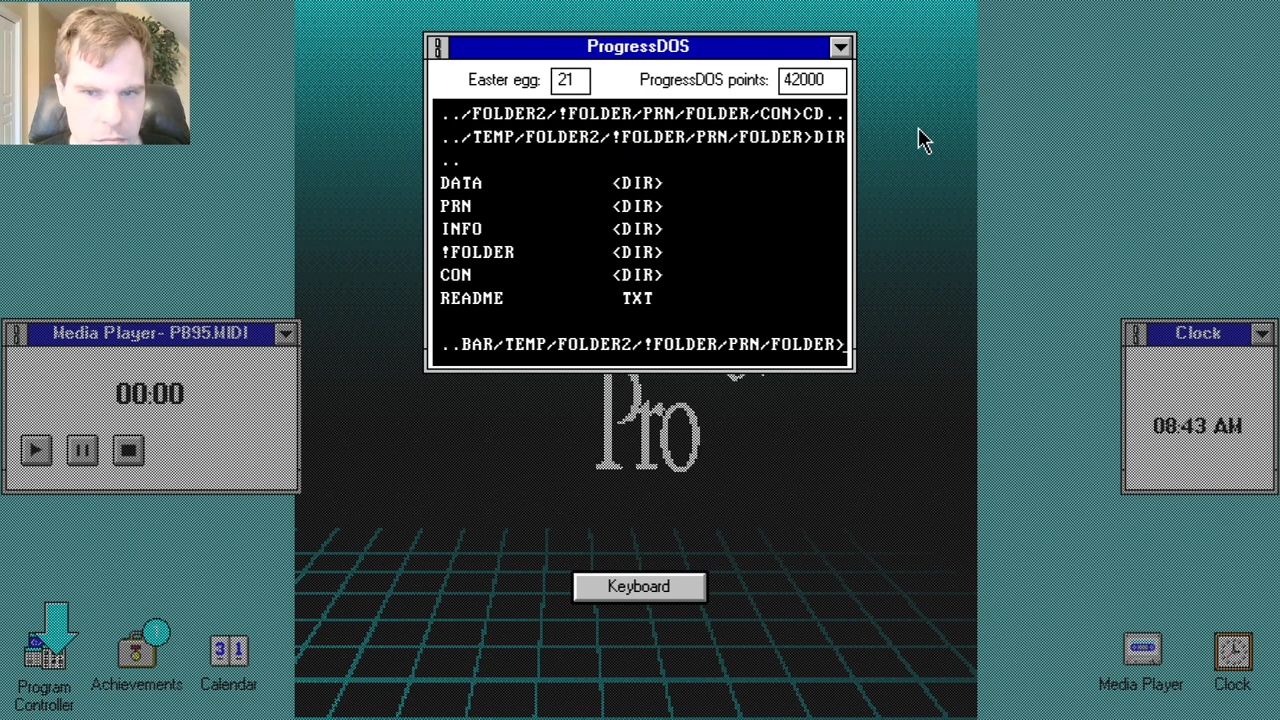 ProgressDOS
Easter egg: 21 ProgressDOS points: 42000
../FOLDER2/!FOLDER/PRN/FOLDER/CON>CD..
../TEMP/FOLDER2/!FOLDER/PRN/FOLDER>DIR
..
DATA <DIR>
PRN <DIR>
INFO <DIR>
!FOLDER <DIR>
CON <DIR>
README TXT
..BAR/TEMP/FOLDER2/!FOLDER/PRN/FOLDER>_
Media Player- PB95.MIDI
00:00
Clock
08:43 AM
Pro
Keyboard
Program
Controller
Achievements
1
Calendar
31
Media Player
Clock